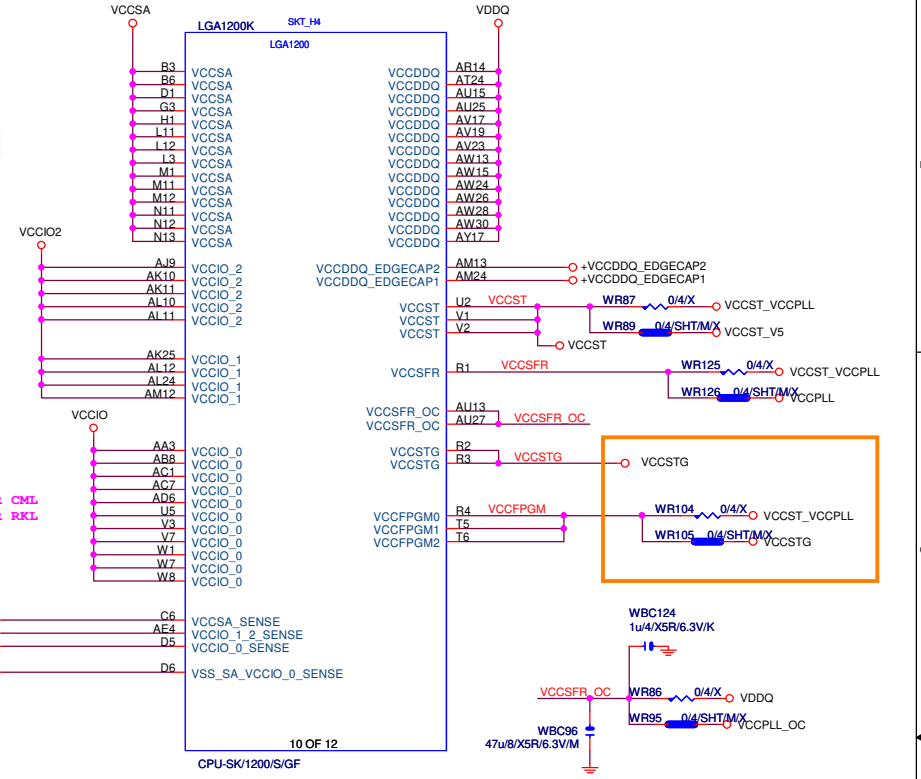 VCCSA
LGA1200K
SKT_H4
VDDQ
LGA1200
B3 VCCSA VCCDDQ AR14
B6 VCCSA VCCDDQ AT24
D1 VCCSA VCCDDQ AU15
G3 VCCSA VCCDDQ AU25
H1 VCCSA VCCDDQ AV17
L11 VCCSA VCCDDQ AV19
L12 VCCSA VCCDDQ AV23
L3 VCCSA VCCDDQ AW13
M1 VCCSA VCCDDQ AW15
M11 VCCSA VCCDDQ AW24
M12 VCCSA VCCDDQ AW26
N11 VCCSA VCCDDQ AW28
N12 VCCSA VCCDDQ AW30
N13 VCCSA VCCDDQ AY17
VCCIO2
AJ9 VCCIO_2 VCCDDQ_EDGECAP2 AM13 +VCCDDQ_EDGECAP2
AK10 VCCIO_2 VCCDDQ_EDGECAP1 AM24 +VCCDDQ_EDGECAP1
AK11 VCCIO_2
AL10 VCCIO_2 VCCST U2 VCCST WR87 0/4/X VCCST_VCCPLL
AL11 VCCIO_2 VCCST V1
VCCST V2 WR89 0/4/SHT/M/X VCCST_V5
VCCST
AK25 VCCIO_1
AL12 VCCIO_1 VCCSFR R1 VCCSFR WR125 0/4/X VCCST_VCCPLL
AL24 VCCIO_1
AM12 VCCIO_1 WR126 0/4/SHT/M/X VCCPLL
VCCIO
VCCSFR_OC AU13
VCCSFR_OC AU27 VCCSFR_OC
AA3 VCCIO_0 VCCSTG R2
AB8 VCCIO_0 VCCSTG R3 VCCSTG VCCSTG
AC1 VCCIO_0
AC7 VCCIO_0
AD6 VCCIO_0
R CML
U5 VCCIO_0 VCCFPGM0 R4 VCCFPGM WR104 0/4/X VCCST_VCCPLL
R RKL
V3 VCCIO_0 VCCFPGM1 T5
V7 VCCIO_0 VCCFPGM2 T6 WR105 0/4/SHT/M/X VCCSTG
W1 VCCIO_0
W7 VCCIO_0
W8 VCCIO_0
C6 VCCSA_SENSE
AE4 VCCIO_1_2_SENSE
D5 VCCIO_0_SENSE
D6 VSS_SA_VCCIO_0_SENSE
WBC124
1u/4/X5R/6.3V/K
VCCSFR_OC WR86 0/4/X VDDQ
WR95 0/4/SHT/M/X VCCPLL_OC
WBC96
47u/8/X5R/6.3V/M
10 OF 12
CPU-SK/1200/S/GF